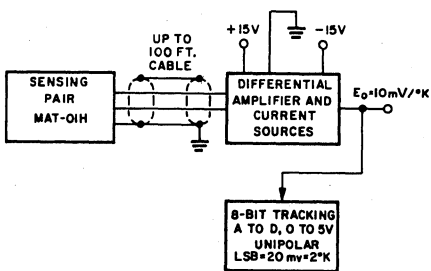 +15V
-15V
UP TO
100 FT.
CABLE
SENSING
PAIR
MAT-01H
DIFFERENTIAL
AMPLIFIER AND
CURRENT
SOURCES
E₀=10mV/°K
8-BIT TRACKING
A TO D, 0 TO 5V
UNIPOLAR
LSB=20 mv=2°K